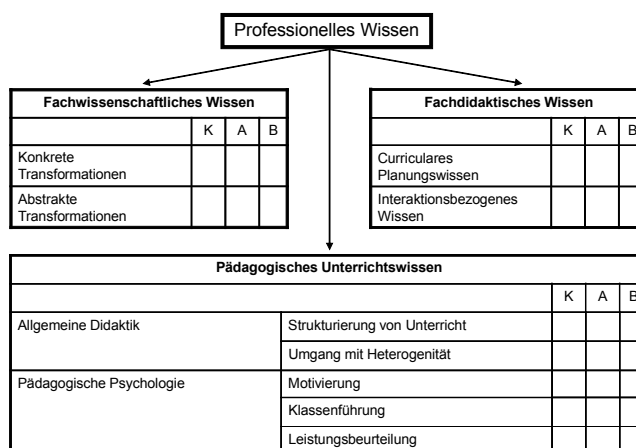 Professionelles Wissen
Fachwissenschaftliches Wissen
K A B
Konkrete
Transformationen
Abstrakte
Transformationen
Fachdidaktisches Wissen
K A B
Curriculares
Planungswissen
Interaktionsbezogenes
Wissen
Pädagogisches Unterrichtswissen
K A B
Allgemeine Didaktik
Strukturierung von Unterricht
Umgang mit Heterogenität
Pädagogische Psychologie
Motivierung
Klassenführung
Leistungsbeurteilung